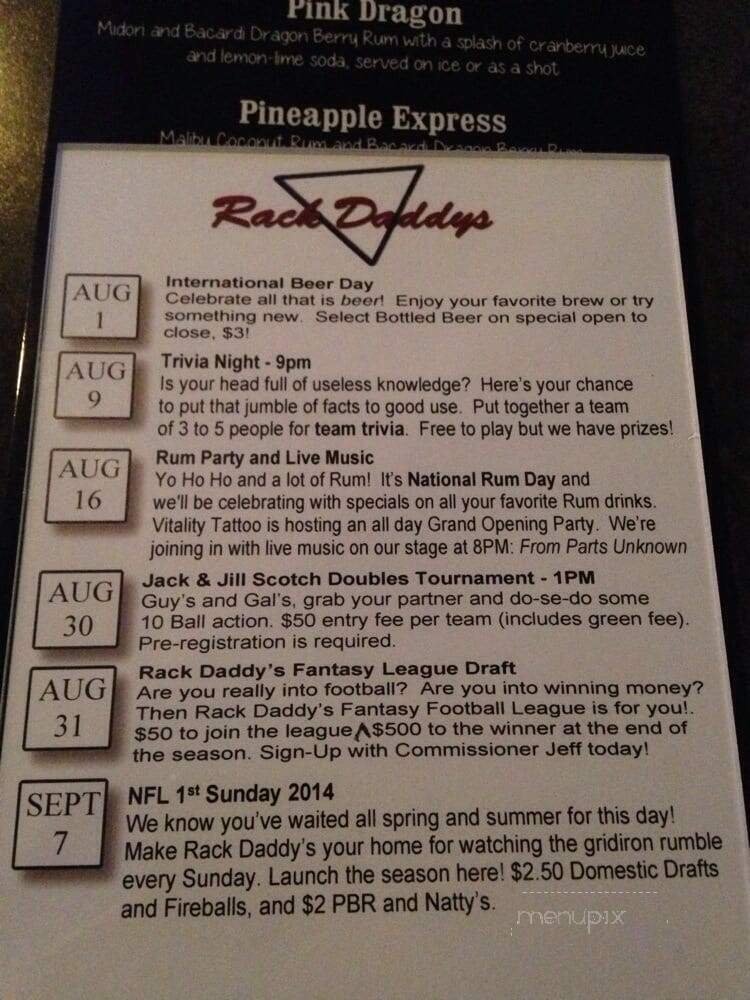 Pink Dragon
Midori and Bacardi Dragon Berry Rum with a splash of cranberry juice
and lemon-lime soda, served on ice or as a shot
Pineapple Express
Malibu Coconut Rum and Bacardi Dragon Berry Rum
Rack Daddys
AUG
1
International Beer Day
Celebrate all that is beer! Enjoy your favorite brew or try
something new. Select Bottled Beer on special open to
close, $3!
AUG
9
Trivia Night - 9pm
Is your head full of useless knowledge? Here's your chance
to put that jumble of facts to good use. Put together a team
of 3 to 5 people for team trivia. Free to play but we have prizes!
AUG
16
Rum Party and Live Music
Yo Ho Ho and a lot of Rum! It's National Rum Day and
we'll be celebrating with specials on all your favorite Rum drinks.
Vitality Tattoo is hosting an all day Grand Opening Party. We're
joining in with live music on our stage at 8PM: From Parts Unknown
AUG
30
Jack & Jill Scotch Doubles Tournament - 1PM
Guy's and Gal's, grab your partner and do-se-do some
10 Ball action. $50 entry fee per team (includes green fee).
Pre-registration is required.
AUG
31
Rack Daddy's Fantasy League Draft
Are you really into football? Are you into winning money?
Then Rack Daddy's Fantasy Football League is for you!.
$50 to join the league $500 to the winner at the end of
the season. Sign-Up with Commissioner Jeff today!
SEPT
7
NFL 1st Sunday 2014
We know you've waited all spring and summer for this day!
Make Rack Daddy's your home for watching the gridiron rumble
every Sunday. Launch the season here! $2.50 Domestic Drafts
and Fireballs, and $2 PBR and Natty's.
menupix